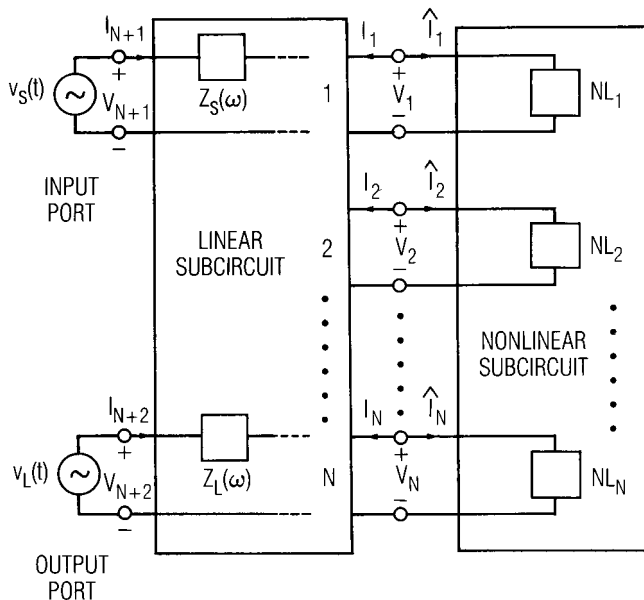 I_{N+1}
+
v_S(t)
V_{N+1}
−
Z_S(ω)
INPUT
PORT
LINEAR
SUBCIRCUIT
I_{N+2}
+
v_L(t)
V_{N+2}
−
Z_L(ω)
OUTPUT
PORT
1
2
N
I_1
Î_1
+
V_1
−
NL_1
I_2
Î_2
+
V_2
−
NL_2
NONLINEAR
SUBCIRCUIT
I_N
Î_N
+
V_N
−
NL_N